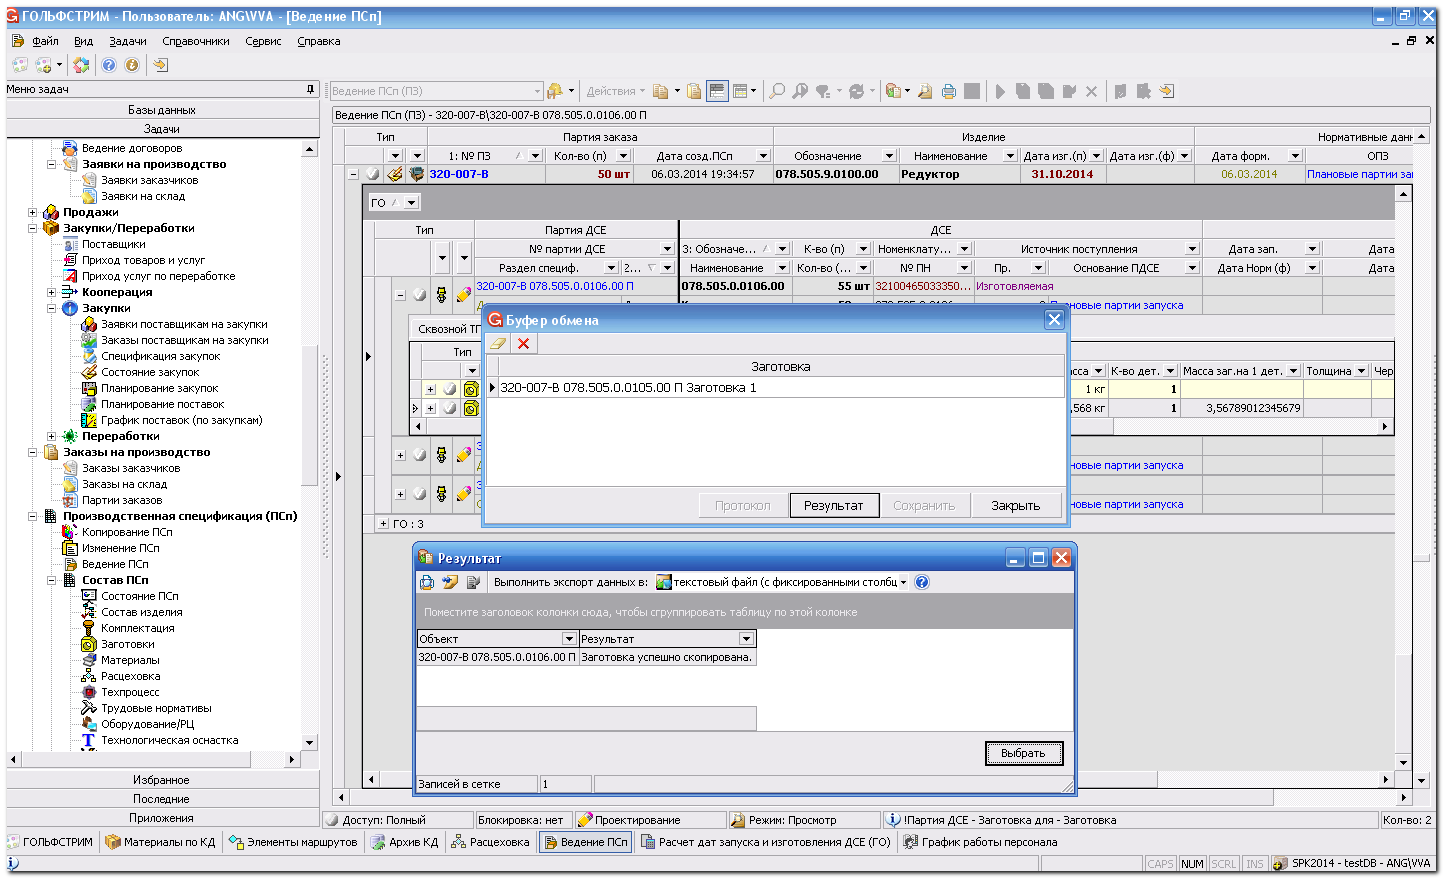 ГОЛЬФСТРИМ - Пользователь: ANG\VVA - [Ведение ПСп]
Файл Вид Задачи Справочники Сервис Справка
Меню задач
Базы данных
Задачи
Ведение договоров
Заявки на производство
Заявки заказчиков
Заявки на склад
Продажи
Закупки/Переработки
Поставщики
Приход товаров и услуг
Приход услуг по переработке
Кооперация
Закупки
Заявки поставщикам на закупки
Заказы поставщикам на закупки
Спецификация закупок
Состояние закупок
Планирование закупок
Планирование поставок
График поставок (по закупкам)
Переработки
Заказы на производство
Заказы заказчиков
Заказы на склад
Партии заказов
Производственная спецификация (ПСп)
Копирование ПСп
Изменение ПСп
Ведение ПСп
Состав ПСп
Состояние ПСп
Состав изделия
Комплектация
Заготовки
Материалы
Расцеховка
Техпроцесс
Трудовые нормативы
Оборудование/РЦ
Технологическая оснастка
Избранное
Последние
Приложения
Ведение ПСп (ПЗ) Действия
Ведение ПСп (ПЗ) - 320-007-В\320-007-В 078.505.0.0106.00 П
Тип Партия заказа Изделие Нормативные дан
1: № ПЗ Кол-во (п) Дата созд.ПСп Обозначение Наименование Дата изг.(п) Дата изг.(ф) Дата форм. ОПЗ
320-007-В 50 шт 06.03.2014 19:34:57 078.505.9.0100.00 Редуктор 31.10.2014 06.03.2014 Плановые партии за
ГО
Тип Партия ДСЕ ДСЕ
№ партии ДСЕ 3: Обозначе... К-во (п) Номенклату... Источник поступления Дата зап. Дата
Раздел специф. 2... Наименование Кол-во (... № ПН Пр. Основание ПДСЕ Дата Норм (ф) Дата
320-007-В 078.505.0.0106.00 П 078.505.0.0106.00 55 шт 32100465033350... Изготовляемая
новые партии запуска
Сквозной ТП
Тип
сса К-во дет. Масса заг.на 1 дет. Толщина Чер
1 кг 1
,568 кг 1 3,56789012345679
новые партии запуска
новые партии запуска
ГО : 3
Буфер обмена
Заготовка
320-007-В 078.505.0.0105.00 П Заготовка 1
Протокол Результат Сохранить Закрыть
Результат
Выполнить экспорт данных в: текстовый файл (с фиксированными столбц
Поместите заголовок колонки сюда, чтобы сгруппировать таблицу по этой колонке
Объект Результат
320-007-В 078.505.0.0106.00 П Заготовка успешно скопирована.
Выбрать
Записей в сетке 1
Доступ: Полный Блокировка: нет Проектирование Режим: Просмотр !Партия ДСЕ - Заготовка для - Заготовка Кол-во: 2
ГОЛЬФСТРИМ Материалы по КД Элементы маршрутов Архив КД Расцеховка Ведение ПСп Расчет дат запуска и изготовления ДСЕ (ГО) График работы персонала
CAPS NUM SCRL INS SPK2014 - testDB - ANG\VVA